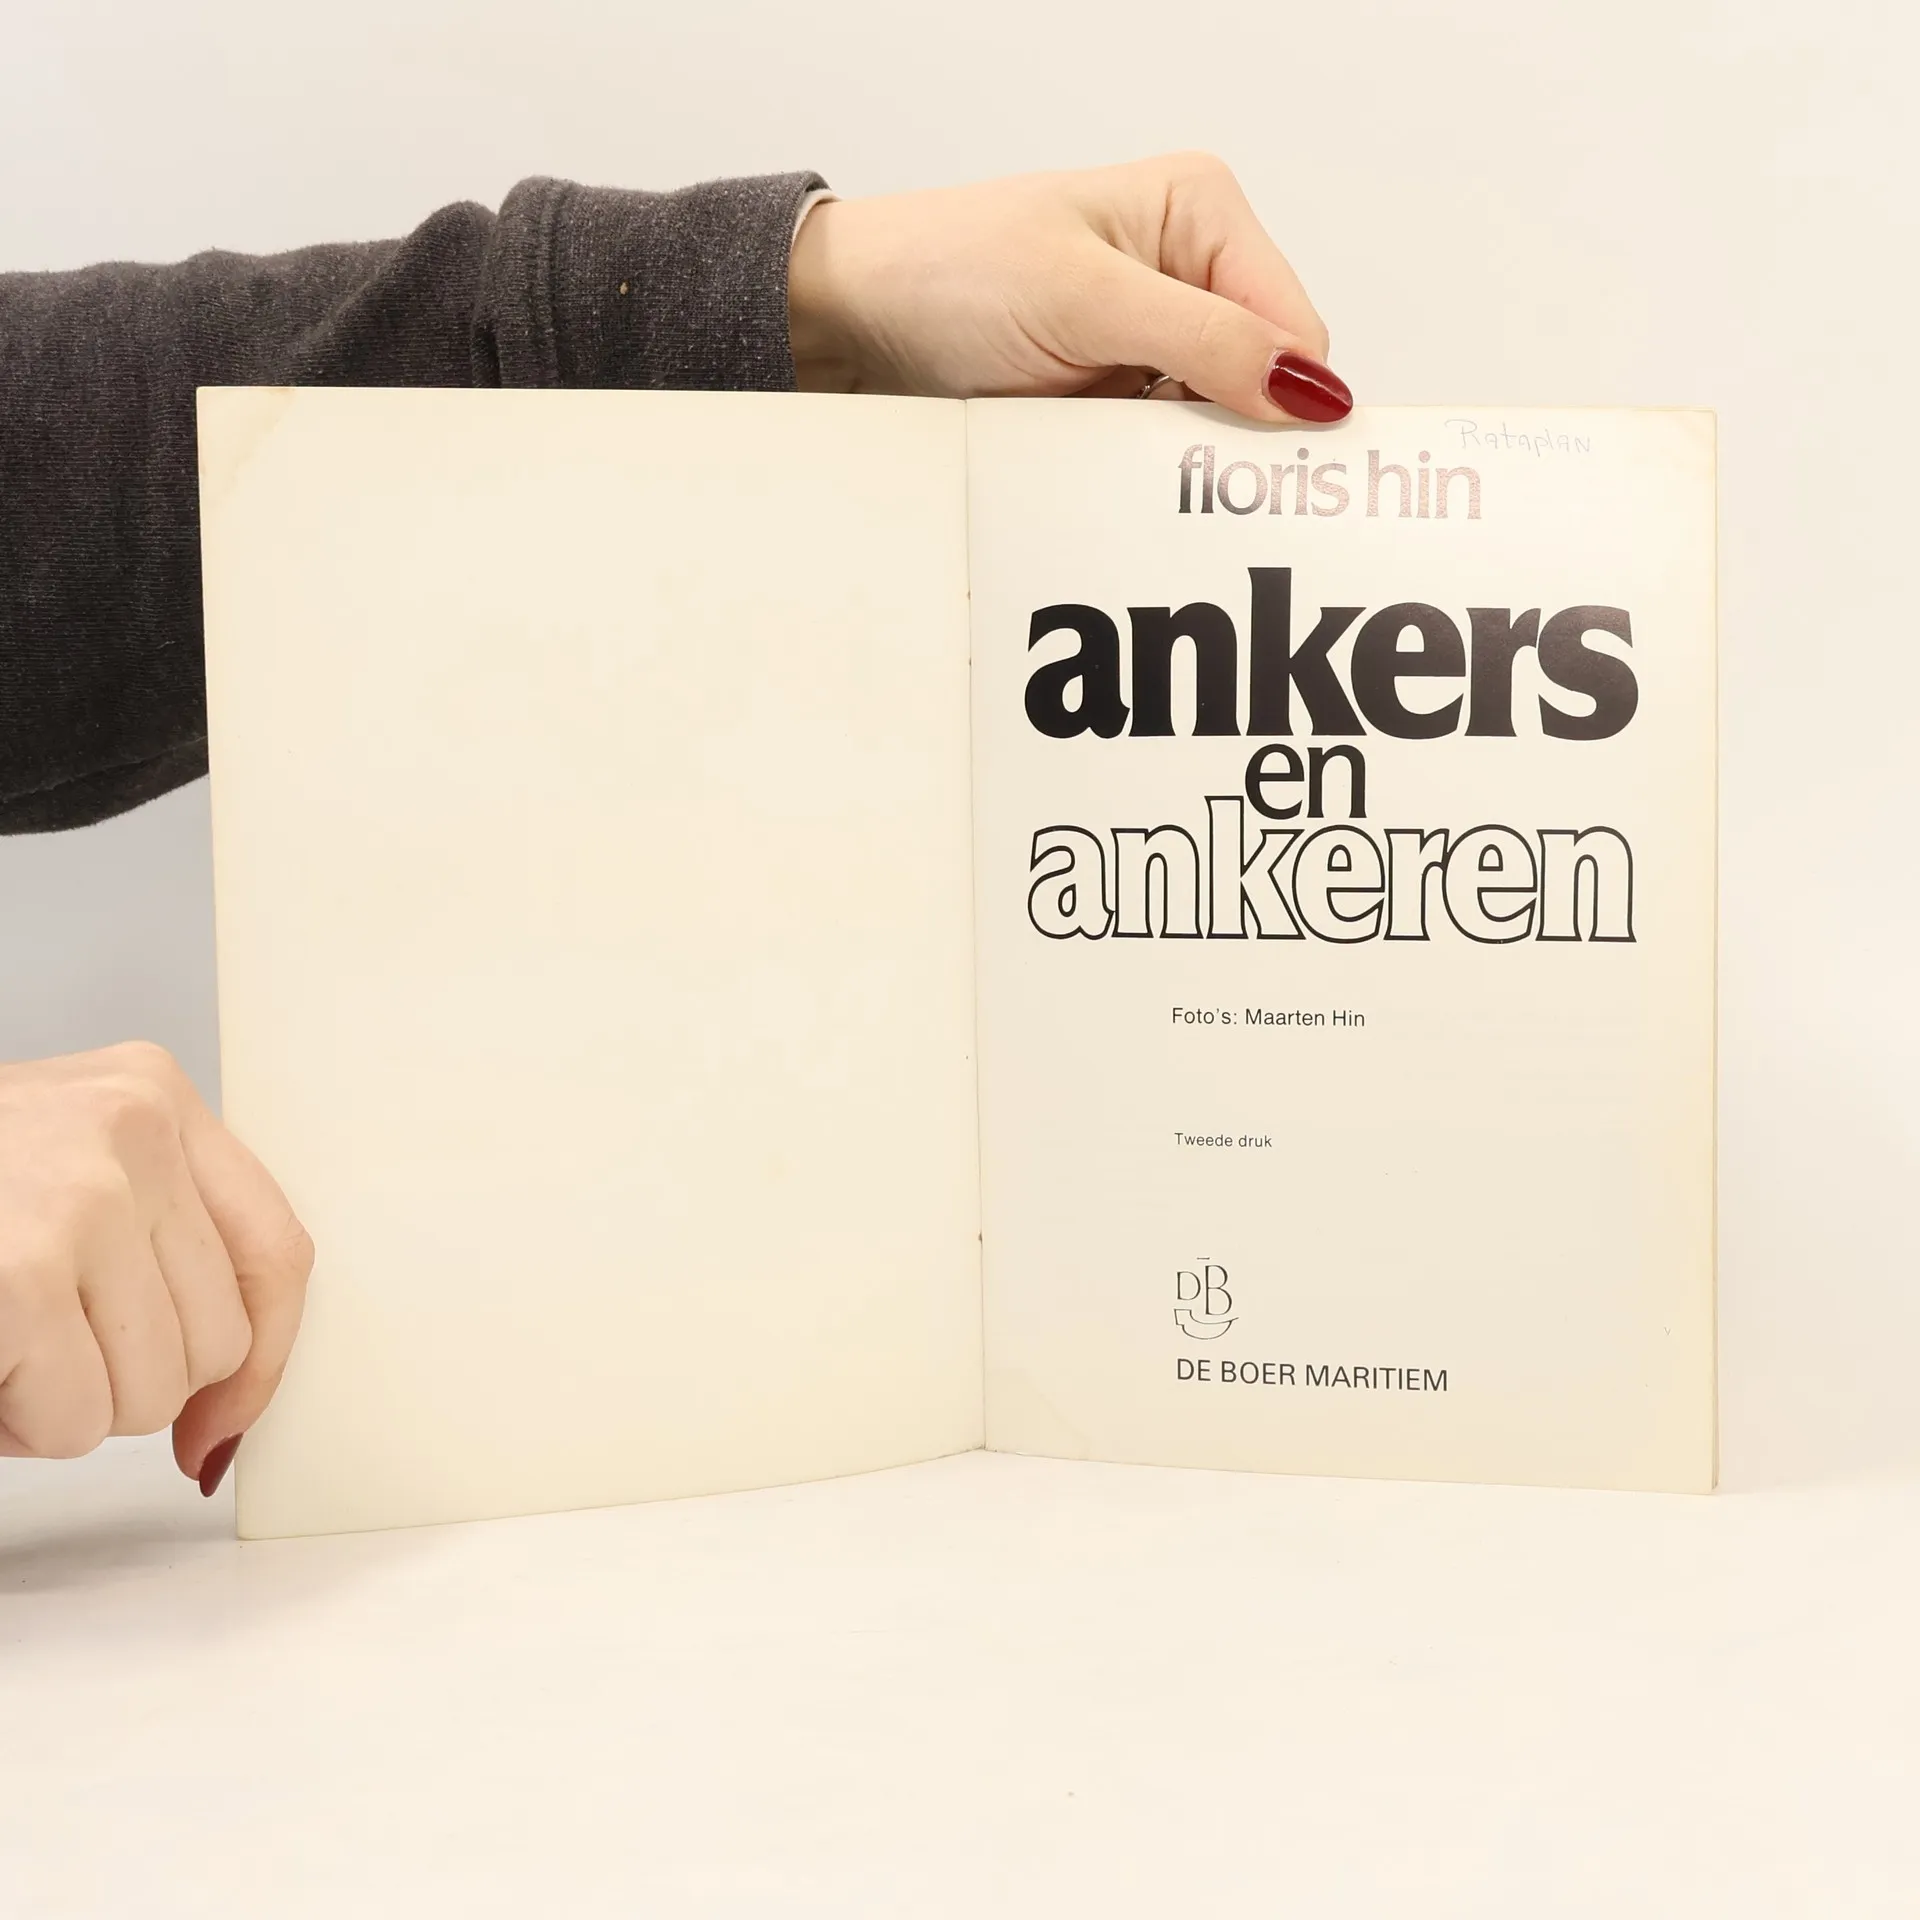 Rataplan
floris hin
ankers
en
ankeren
Foto's: Maarten Hin
Tweede druk
DB
DE BOER MARITIEM